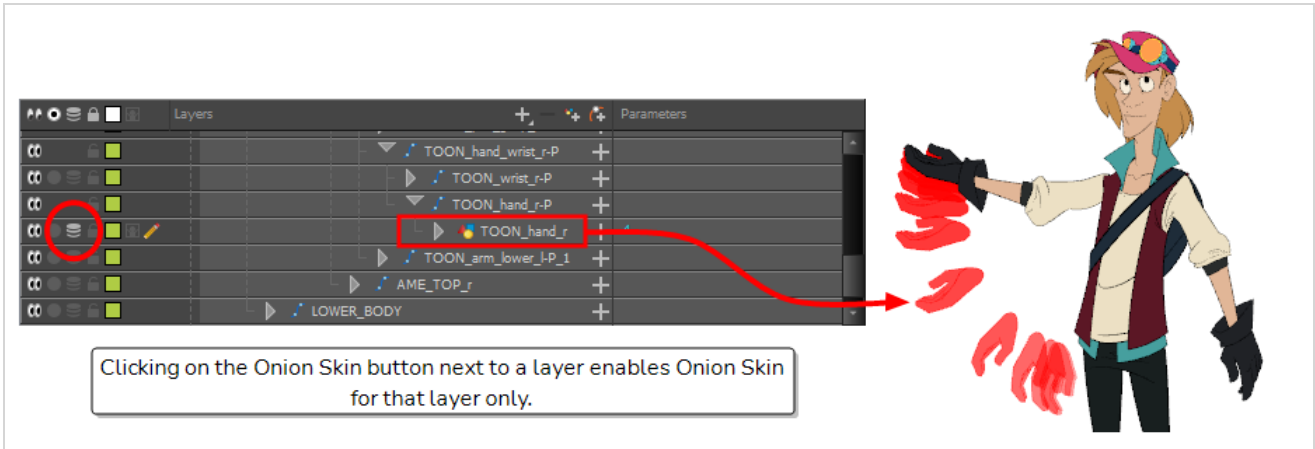 Layers
Parameters
TOON_hand_wrist_r-P
TOON_wrist_r-P
TOON_hand_r-P
TOON_hand_r
TOON_arm_lower_l-P_1
AME_TOP_r
LOWER_BODY
Clicking on the Onion Skin button next to a layer enables Onion Skin
for that layer only.